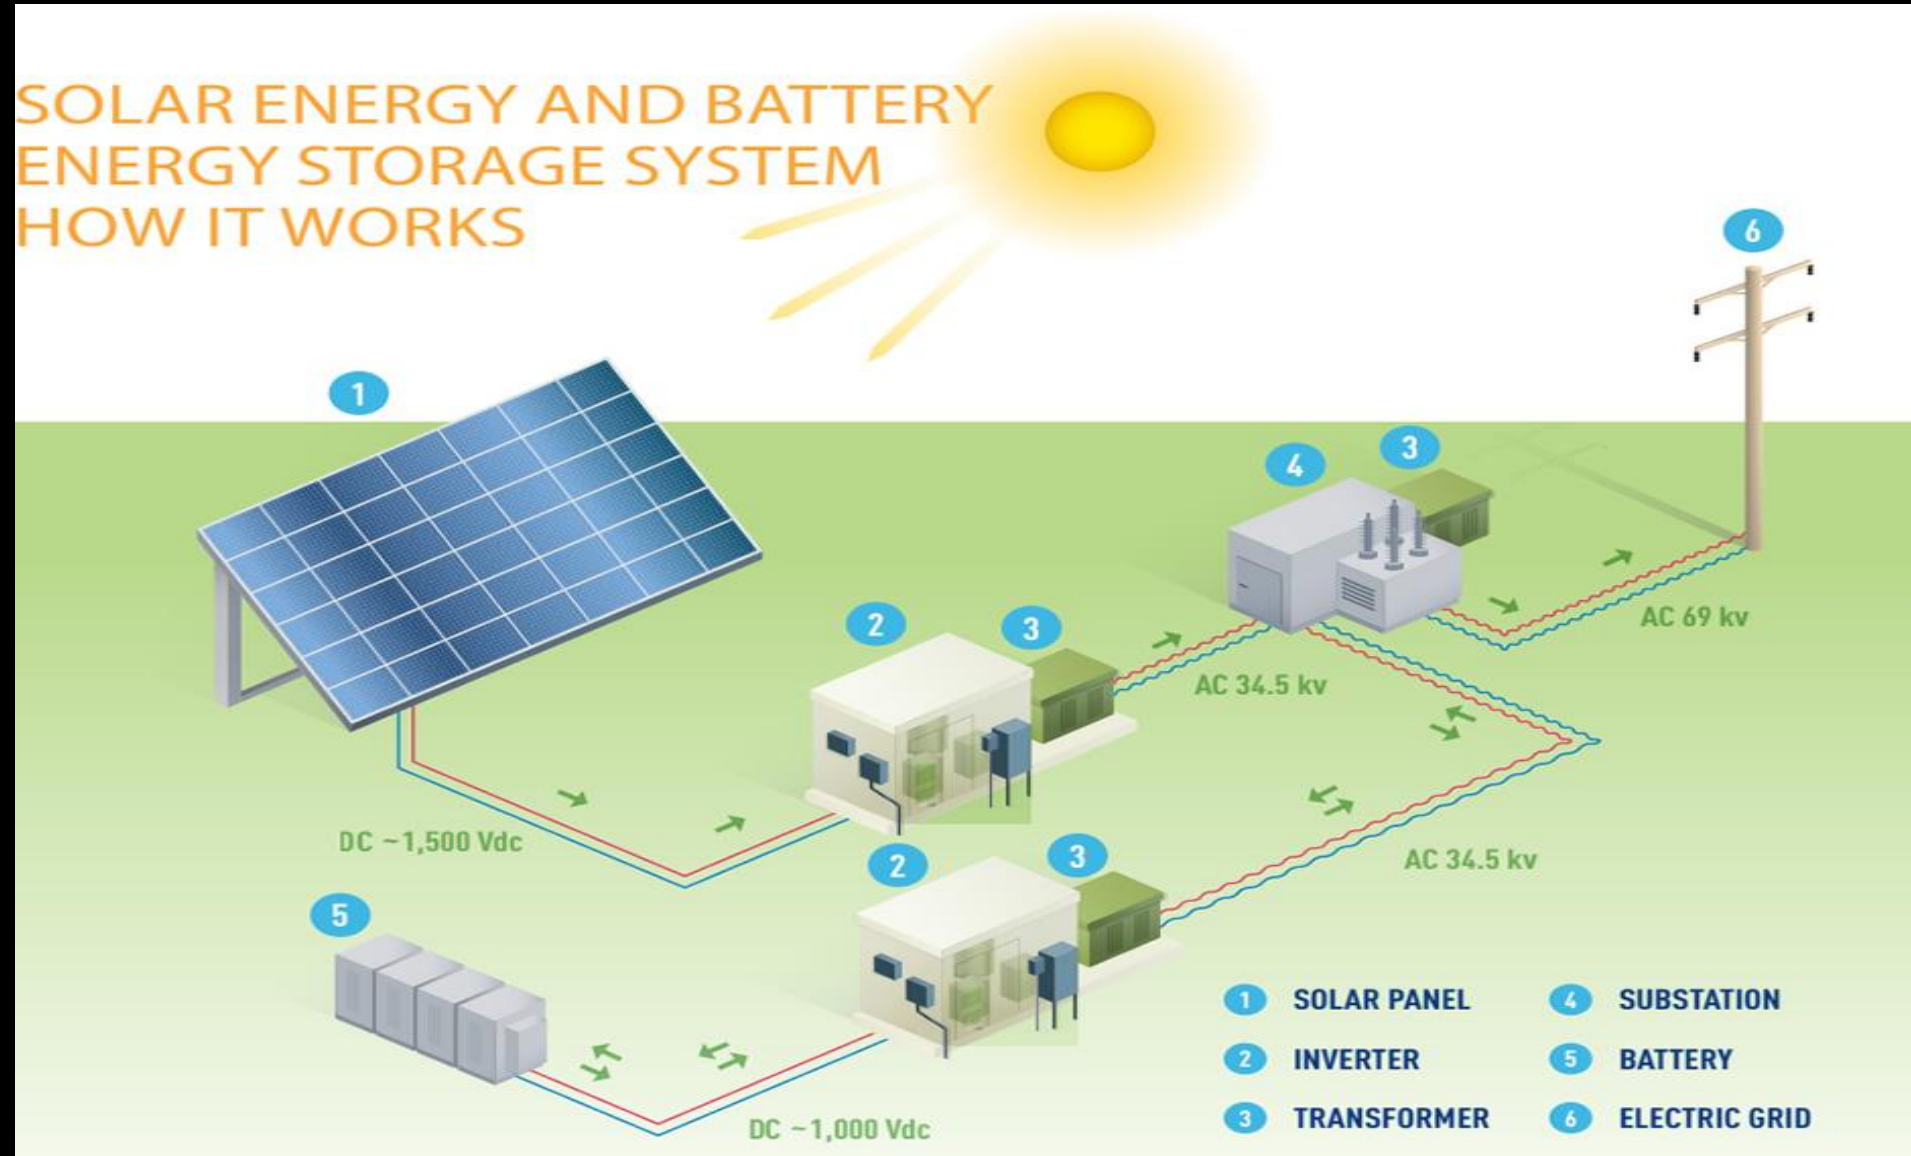 SOLAR ENERGY AND BATTERY
ENERGY STORAGE SYSTEM
HOW IT WORKS
6
1
3
4
2
3
AC 69 kv
AC 34.5 kv
DC ~1,500 Vdc
2
3
AC 34.5 kv
5
DC ~1,000 Vdc
1 SOLAR PANEL
2 INVERTER
3 TRANSFORMER
4 SUBSTATION
5 BATTERY
6 ELECTRIC GRID